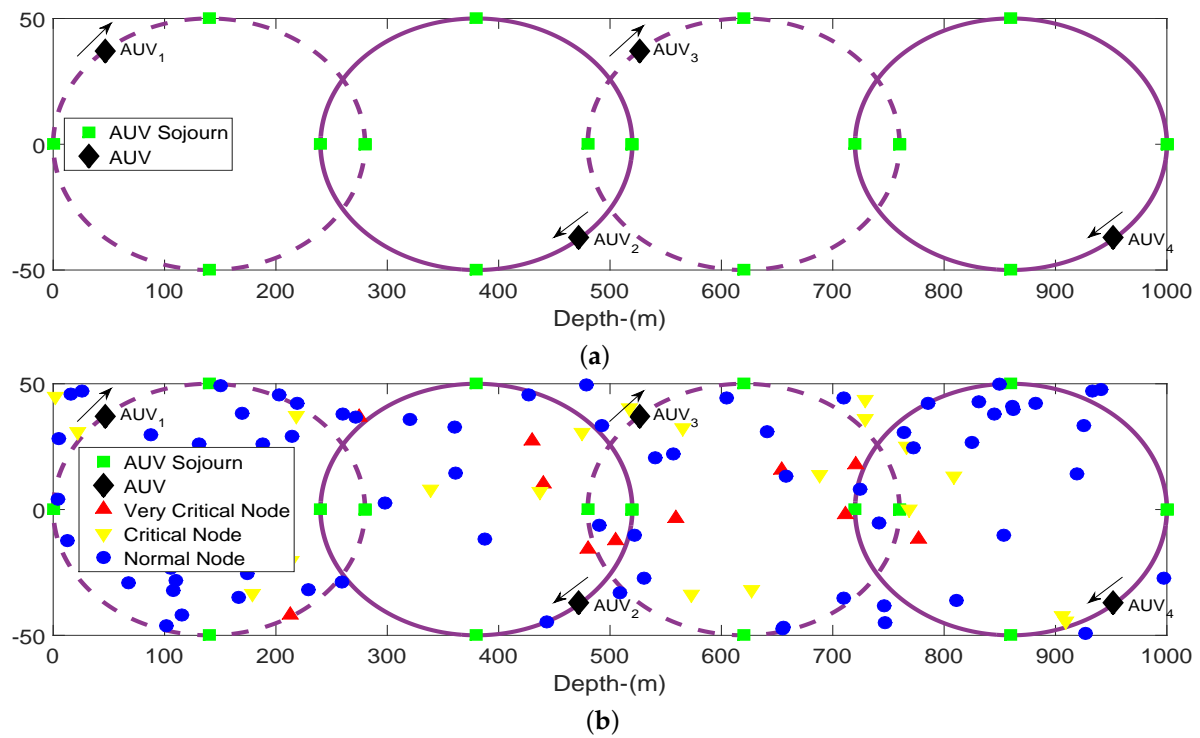 50
AUV1
AUV3
AUV Sojourn
AUV
0
AUV2
AUV4
-50
0 100 200 300 400 500 600 700 800 900 1000
Depth-(m)
(a)
50
AUV1
AUV3
AUV Sojourn
AUV
Very Critical Node
Critical Node
Normal Node
0
AUV2
AUV4
-50
0 100 200 300 400 500 600 700 800 900 1000
Depth-(m)
(b)